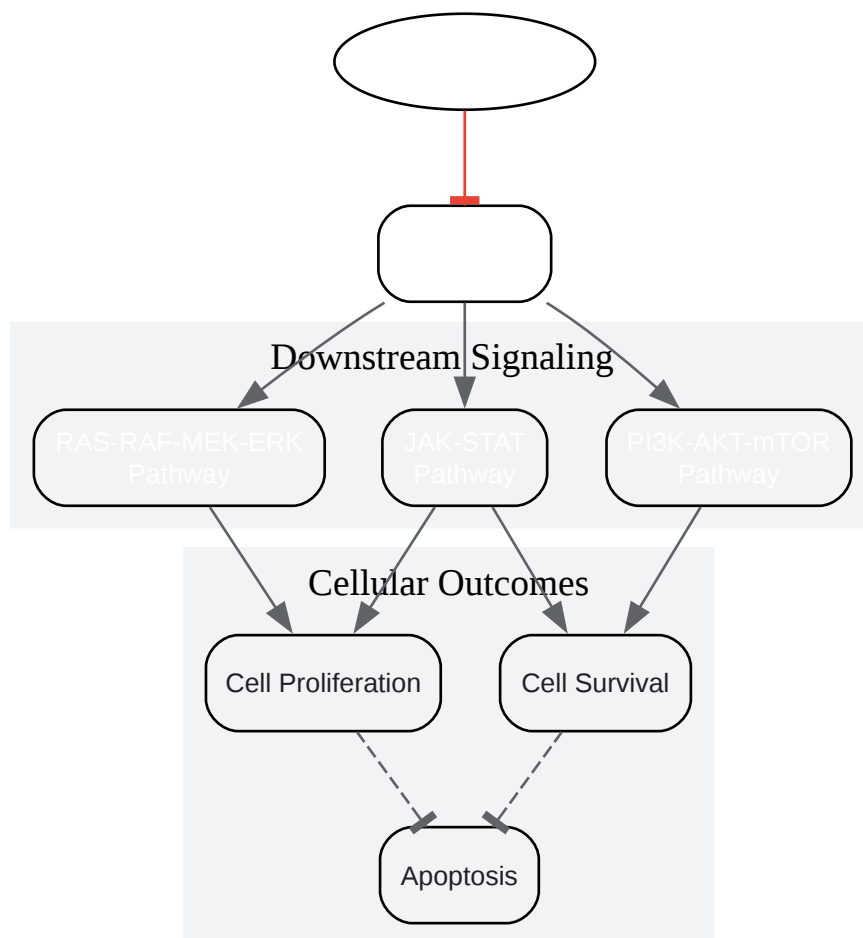 Downstream Signaling
RAS-RAF-MEK-ERK
Pathway
JAK-STAT
Pathway
PI3K-AKT-mTOR
Pathway
Cellular Outcomes
Cell Proliferation
Cell Survival
Apoptosis